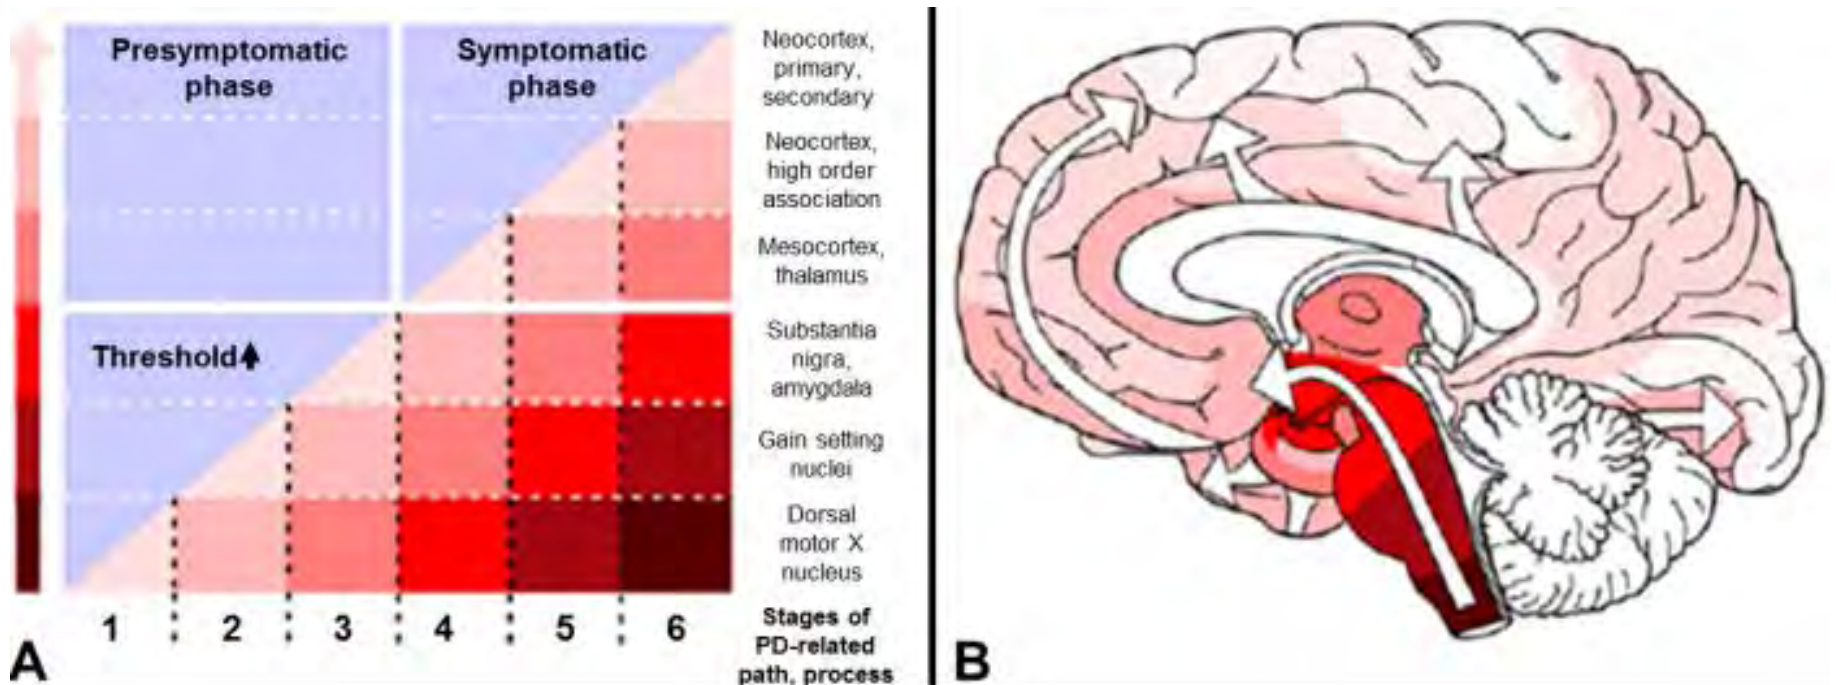 Presymptomatic
phase
Symptomatic
phase
Threshold
Neocortex,
primary,
secondary
Neocortex,
high order
association
Mesocortex,
thalamus
Substantia
nigra,
amygdala
Gain setting
nuclei
Dorsal
motor X
nucleus
1 2 3 4 5 6
Stages of
PD-related
path, process
A
B